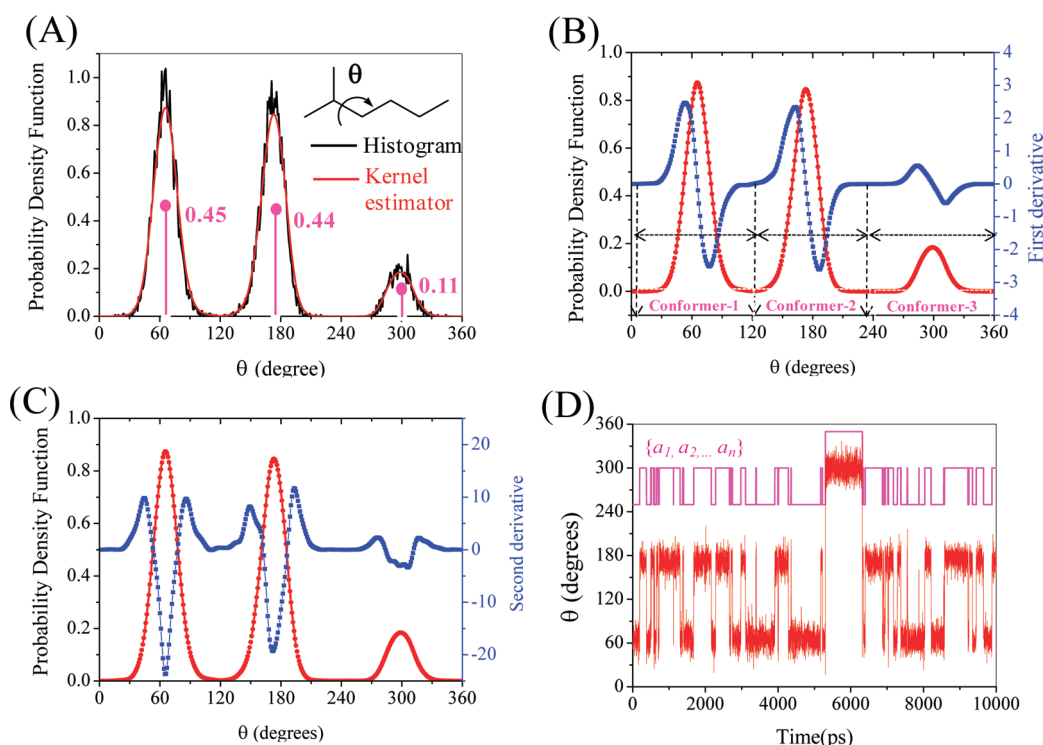 (A)
Probability Density Function
1.0
0.8
0.6
0.4
0.2
0.0
0 60 120 180 240 300 360
θ (degree)
θ
Histogram
Kernel
estimator
0.45
0.44
0.11
(B)
Probability Density Function
1.0
0.8
0.6
0.4
0.2
0.0
4
3
2
1
0
-1
-2
-3
-4
First derivative
Conformer-1 Conformer-2 Conformer-3
0 60 120 180 240 300 360
θ (degree)
(C)
Probability Density Function
1.0
0.8
0.6
0.4
0.2
0.0
20
10
0
-10
-20
Second derivative
0 60 120 180 240 300 360
θ (degrees)
(D)
θ (degrees)
360
300
240
180
120
60
0
{a1, a2,... an}
0 2000 4000 6000 8000 10000
Time(ps)